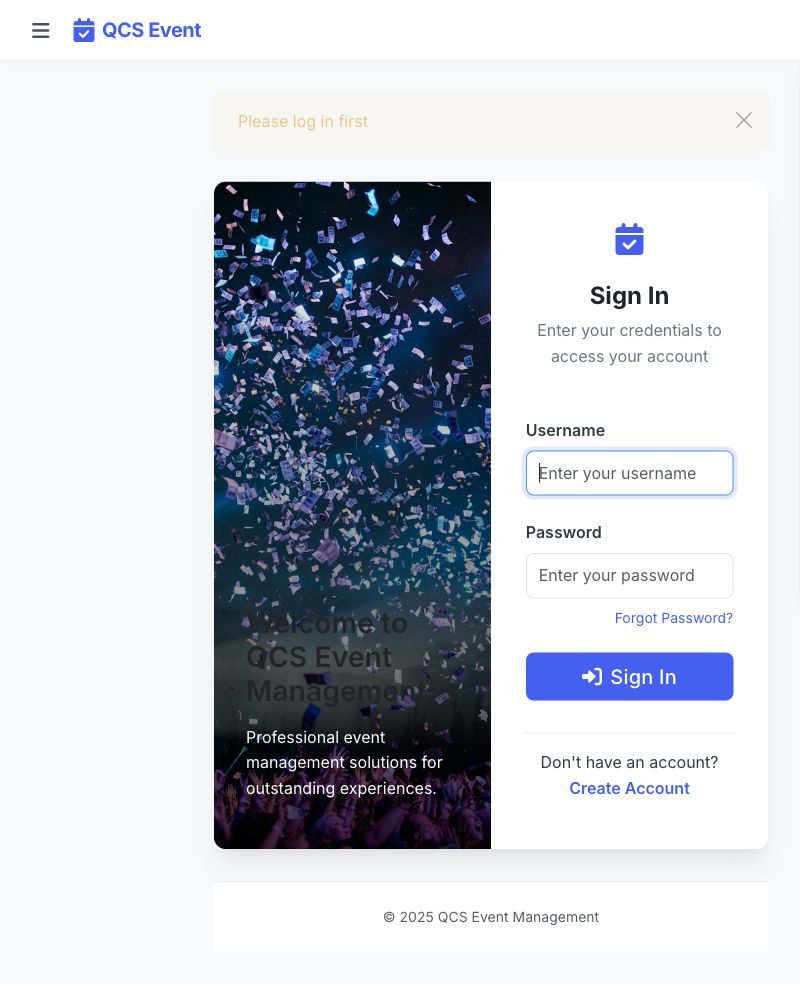 QCS Event
Please log in first
Welcome to
QCS Event
Management
Professional event
management solutions for
outstanding experiences.
Sign In
Enter your credentials to
access your account
Username
Enter your username
Password
Enter your password
Forgot Password?
Sign In
Don't have an account?
Create Account
© 2025 QCS Event Management